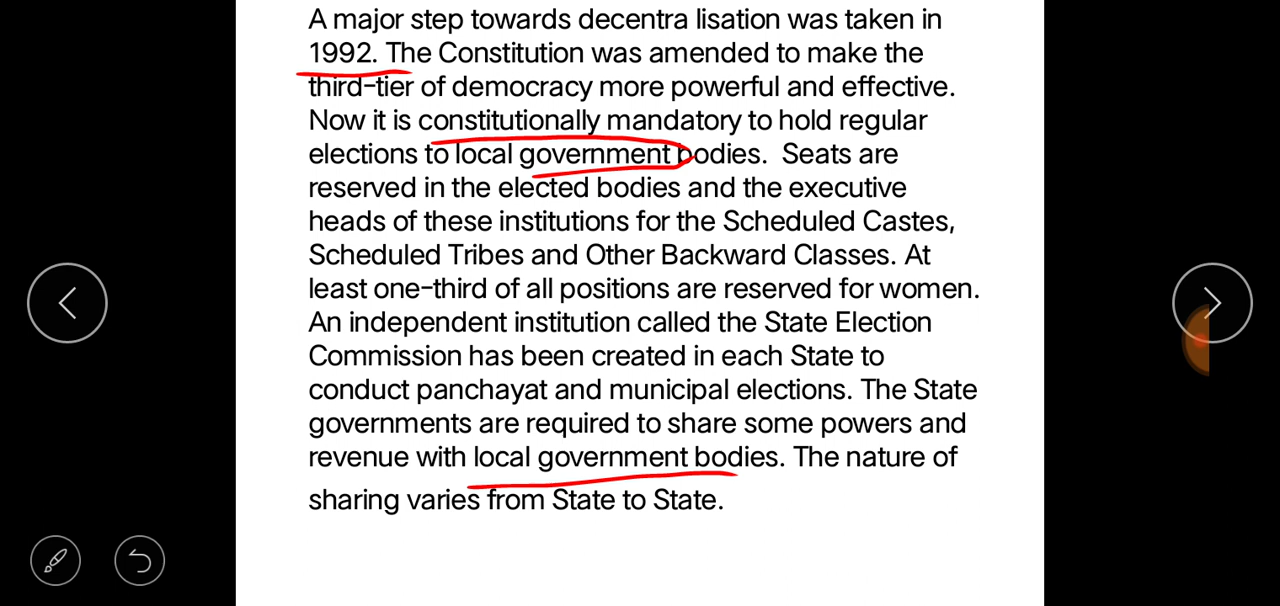 A major step towards decentra lisation was taken in
1992. The Constitution was amended to make the
third-tier of democracy more powerful and effective.
Now it is constitutionally mandatory to hold regular
elections to local government bodies.  Seats are
reserved in the elected bodies and the executive
heads of these institutions for the Scheduled Castes,
Scheduled Tribes and Other Backward Classes. At
least one-third of all positions are reserved for women.
An independent institution called the State Election
Commission has been created in each State to
conduct panchayat and municipal elections. The State
governments are required to share some powers and
revenue with local government bodies. The nature of
sharing varies from State to State.